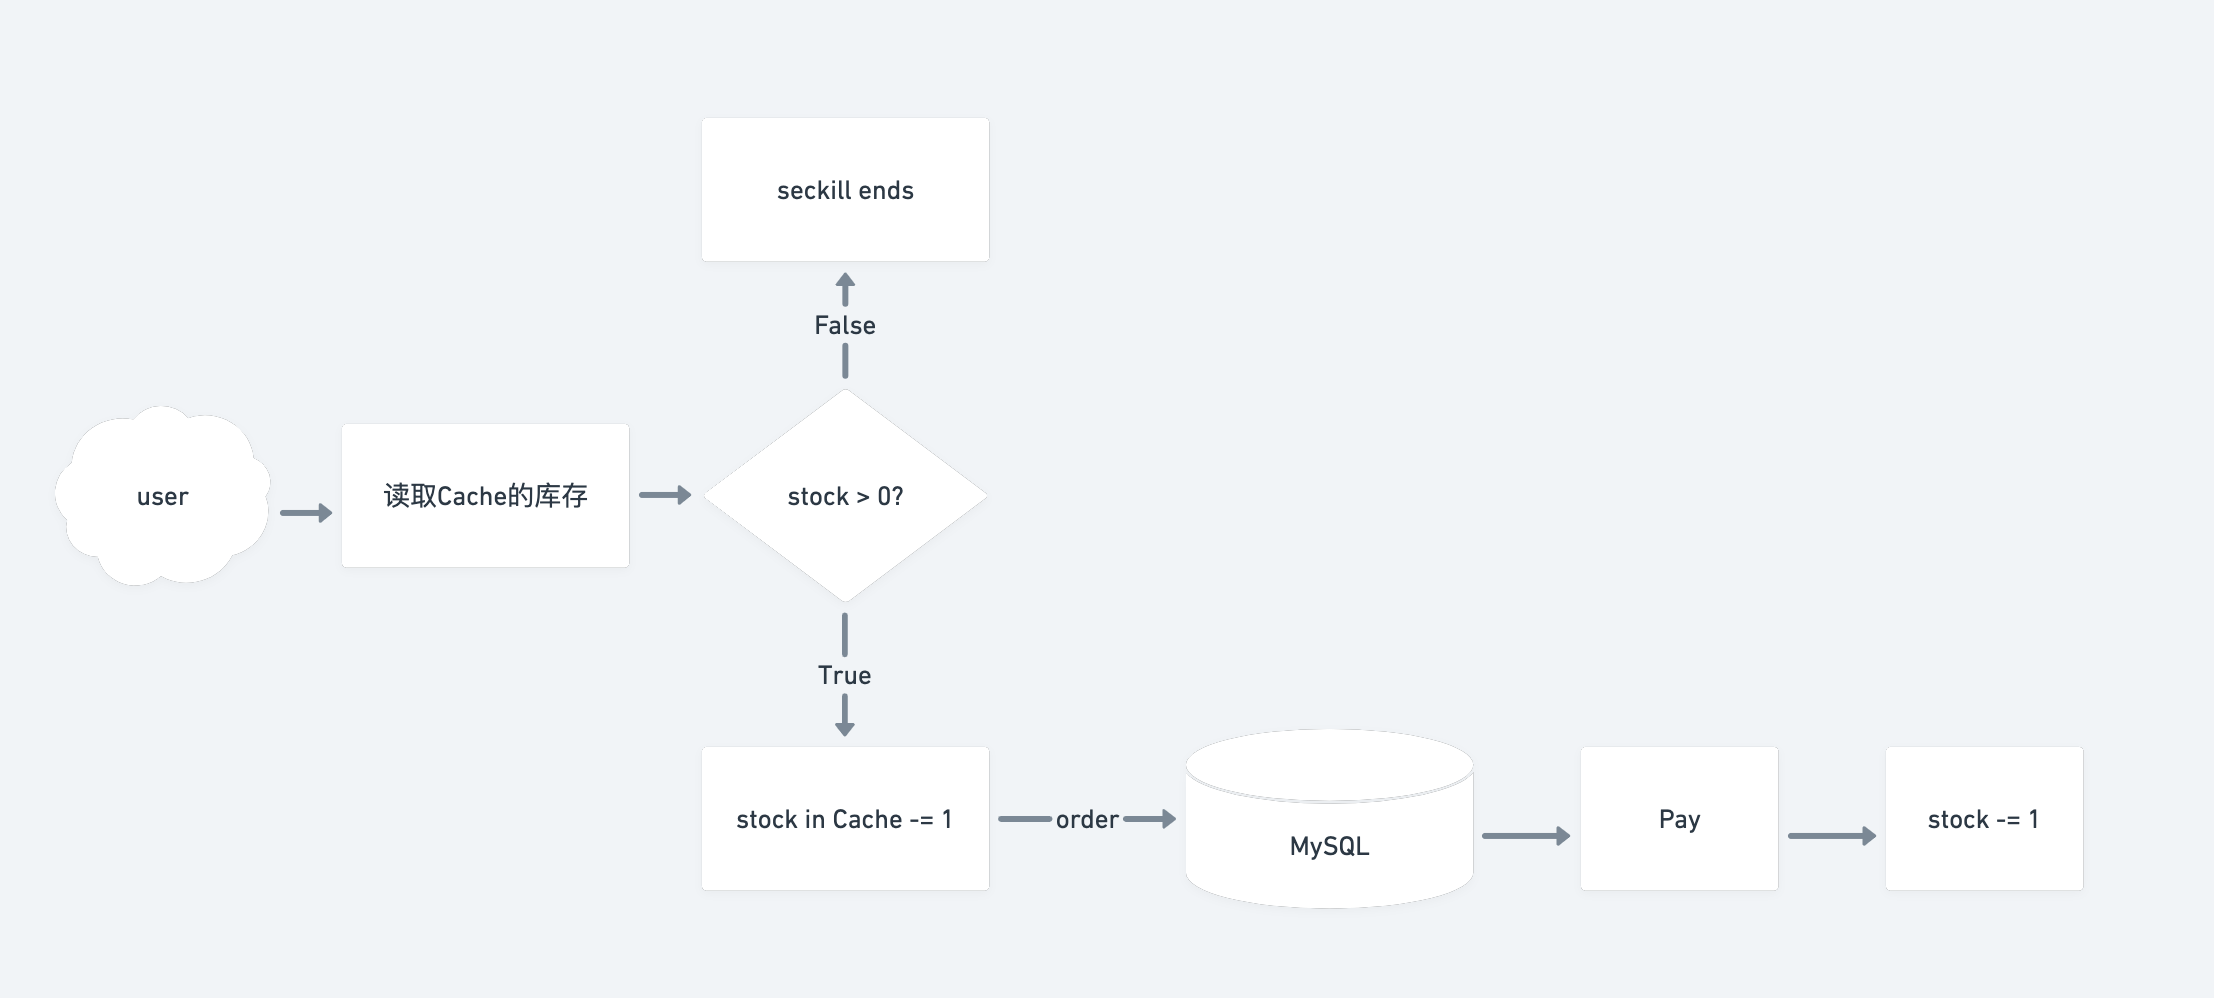 seckill ends
False
user
读取Cache的库存
stock > 0?
True
stock in Cache -= 1
order
MySQL
Pay
stock -= 1